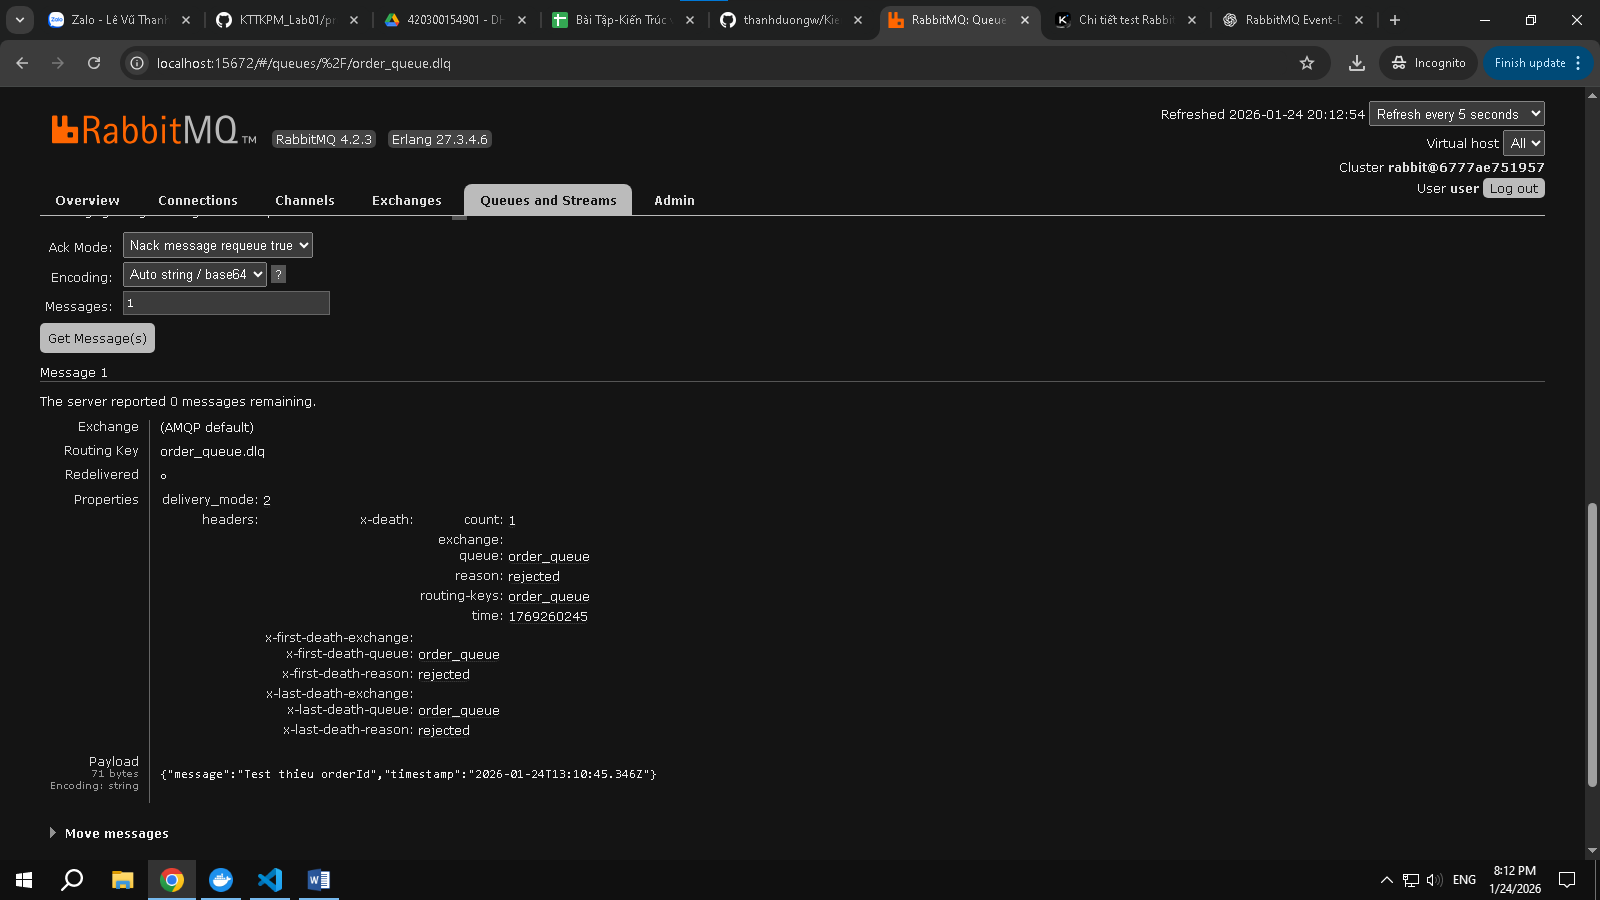 Zalo - Lê Vũ Thanh
KTTKPM_Lab01/pr
420300154901 - DH
Bài Tập-Kiến Trúc
thanhduongw/Kie
RabbitMQ: Queue
Chi tiết test Rabbit
RabbitMQ Event-D
localhost:15672/#/queues/%2F/order_queue.dlq
Incognito
Finish update
RabbitMQ TM
RabbitMQ 4.2.3
Erlang 27.3.4.6
Refreshed 2026-01-24 20:12:54
Refresh every 5 seconds
Virtual host
All
Cluster rabbit@6777ae751957
User user
Log out
Overview
Connections
Channels
Exchanges
Queues and Streams
Admin
Ack Mode:
Nack message requeue true
Encoding:
Auto string / base64
?
Messages:
1
Get Message(s)
Message 1
The server reported 0 messages remaining.
Exchange
(AMQP default)
Routing Key
order_queue.dlq
Redelivered
○
Properties
delivery_mode: 2
headers:
x-death:
count: 1
exchange:
queue: order_queue
reason: rejected
routing-keys: order_queue
time: 1769260245
x-first-death-exchange:
x-first-death-queue: order_queue
x-first-death-reason: rejected
x-last-death-exchange:
x-last-death-queue: order_queue
x-last-death-reason: rejected
Payload
71 bytes
Encoding: string
{"message":"Test thieu orderId","timestamp":"2026-01-24T13:10:45.346Z"}
Move messages
ENG
8:12 PM
1/24/2026